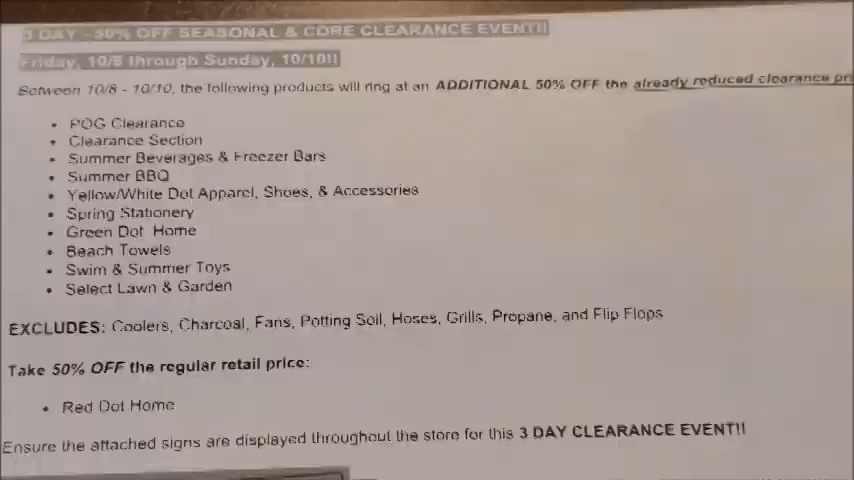 3 DAY - 50% OFF SEASONAL & CORE CLEARANCE EVENT!!
Friday, 10/8 through Sunday, 10/10!!
Between 10/8 - 10/10, the following products will ring at an ADDITIONAL 50% OFF the already reduced clearance pri
• POG Clearance
• Clearance Section
• Summer Beverages & Freezer Bars
• Summer BBQ
• Yellow/White Dot Apparel, Shoes, & Accessories
• Spring Stationery
• Green Dot Home
• Beach Towels
• Swim & Summer Toys
• Select Lawn & Garden
EXCLUDES: Coolers, Charcoal, Fans, Potting Soil, Hoses, Grills, Propane, and Flip Flops
Take 50% OFF the regular retail price:
• Red Dot Home
Ensure the attached signs are displayed throughout the store for this 3 DAY CLEARANCE EVENT!!